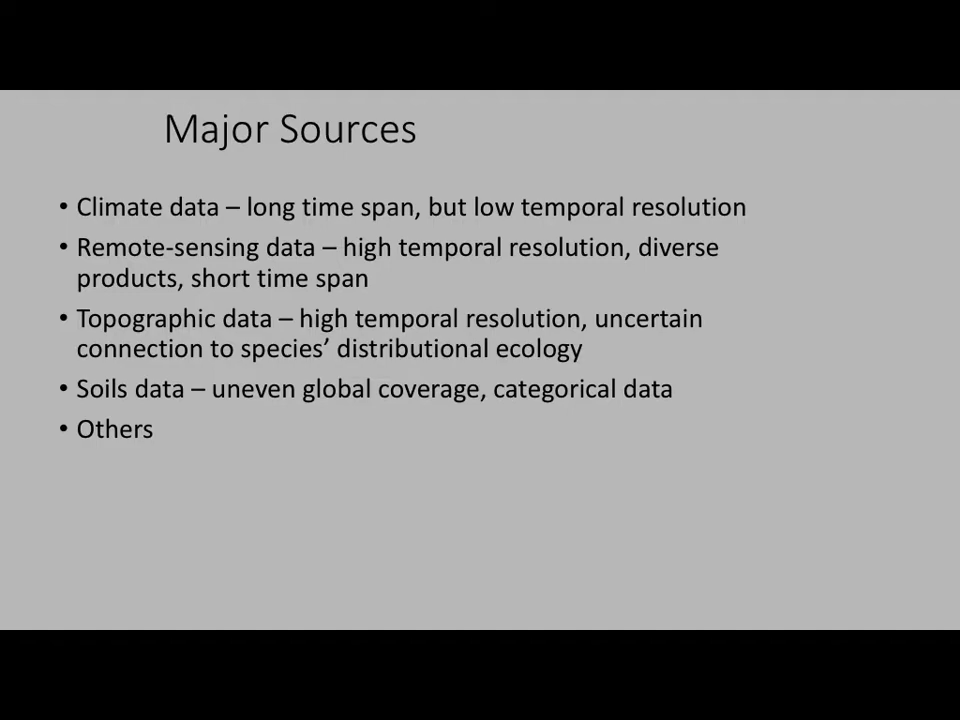 Major Sources
• Climate data – long time span, but low temporal resolution
• Remote-sensing data – high temporal resolution, diverse
products, short time span
• Topographic data – high temporal resolution, uncertain
connection to species’ distributional ecology
• Soils data – uneven global coverage, categorical data
• Others